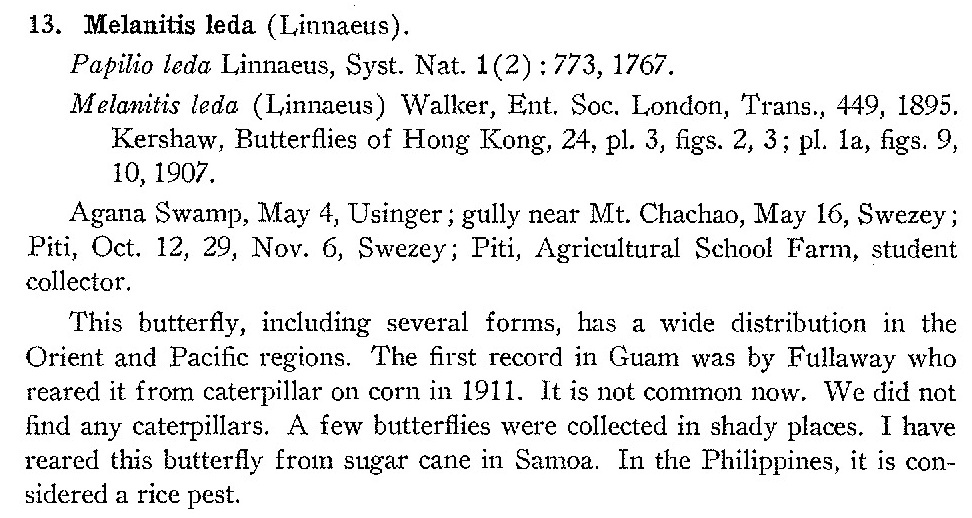 13. Melanitis leda (Linnaeus).
Papilio leda Linnaeus, Syst. Nat. 1(2) : 773, 1767.
Melanitis leda (Linnaeus) Walker, Ent. Soc. London, Trans., 449, 1895.
Kershaw, Butterflies of Hong Kong, 24, pl. 3, figs. 2, 3; pl. 1a, figs. 9,
10, 1907.
Agana Swamp, May 4, Usinger; gully near Mt. Chachao, May 16, Swezey;
Piti, Oct. 12, 29, Nov. 6, Swezey; Piti, Agricultural School Farm, student
collector.
This butterfly, including several forms, has a wide distribution in the
Orient and Pacific regions. The first record in Guam was by Fullaway who
reared it from caterpillar on corn in 1911. It is not common now. We did not
find any caterpillars. A few butterflies were collected in shady places. I have
reared this butterfly from sugar cane in Samoa. In the Philippines, it is con-
sidered a rice pest.